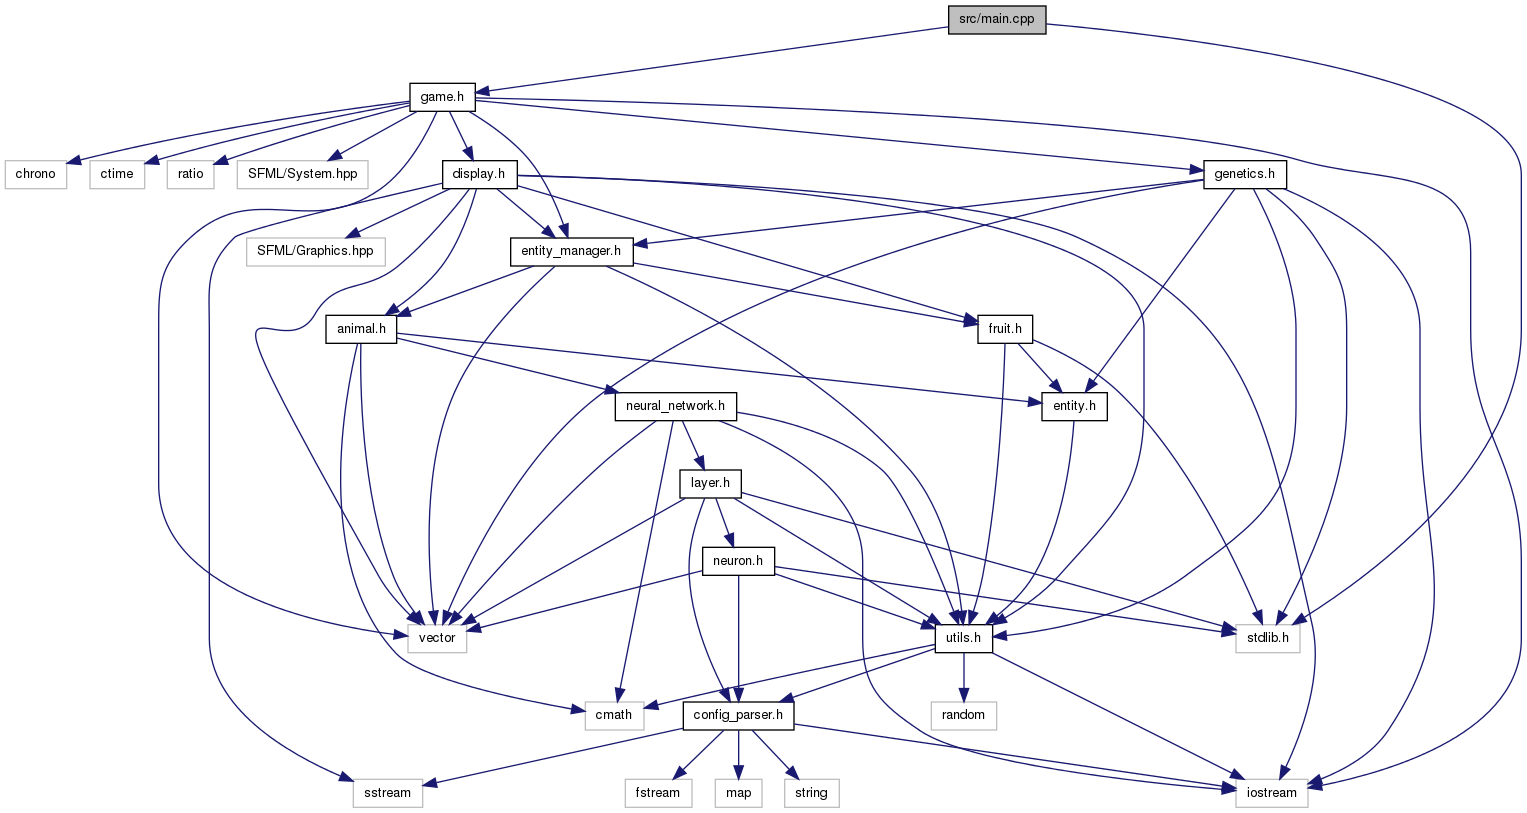 src/main.cpp
game.h
chrono
ctime
ratio
SFML/System.hpp
display.h
genetics.h
SFML/Graphics.hpp
entity_manager.h
animal.h
fruit.h
neural_network.h
entity.h
layer.h
neuron.h
vector
utils.h
stdlib.h
cmath
config_parser.h
random
sstream
fstream
map
string
iostream